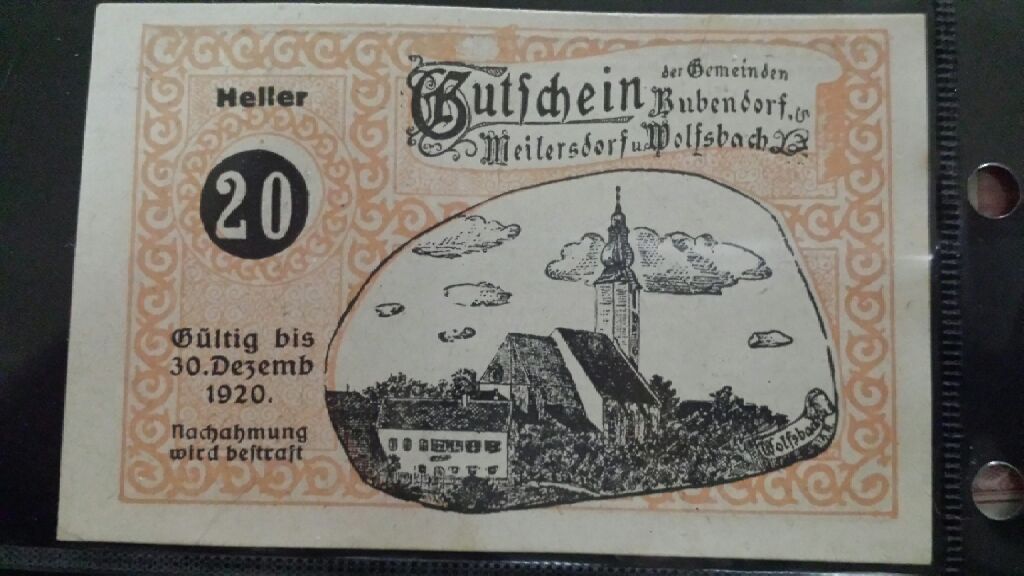 Heller
20
Gutschein der Gemeinden
Bubendorf,
Meilersdorf u. Wolfsbach
Gültig bis
30. Dezemb
1920.
Nachahmung
wird bestraft
Wolfsbach